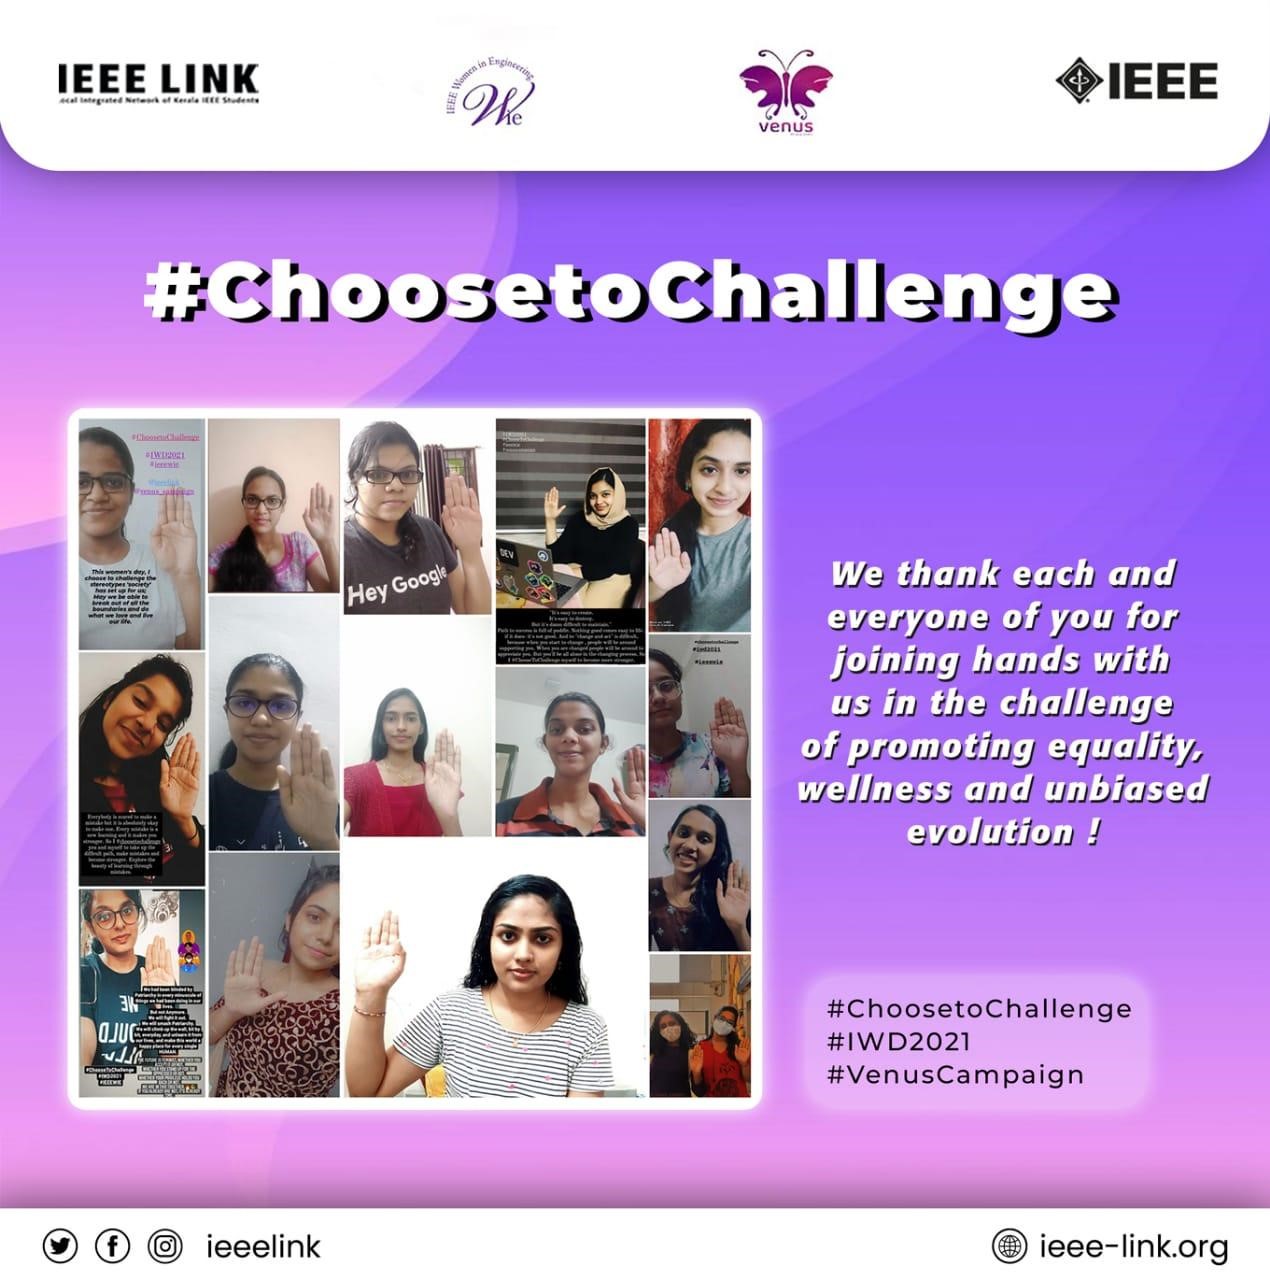 IEEE LINK
ocal Integrated Network of Kerala IEEE Students
IEEE Women in Engineering
Wie
venus
IEEE
#ChoosetoChallenge
#ChoosetoChallenge
#IWD2021
#ieeewie
@ieeelink
@venus_campaign
This women's day, I
choose to challenge the
stereotypes 'society'
has set up for us;
May we be able to
break out of all the
boundaries and do
what we love and live
our life.
Hey Google
#IWD2021
#ChooseToChallenge
DEV
"It's easy to create.
It's easy to destroy.
But it's damn difficult to maintain."
Path to success is full of puddle. Nothing good comes easy to life
if it does- it's not good. And to "change and act" is difficult,
because when you start to change , people will be around
supporting you. When you are changed people will be around to
appreciate you. But you'll be all alone in the changing process. So
I #ChooseToChallenge myself to become more stronger.
#choosetochallenge
#iwd2021
#ieeewie
Everybody is scared to make a
mistake but it is absolutely okay
to make one. Every mistake is a
new learning and it makes you
stronger. So I #choosetochallenge
you and myself to take up the
difficult path, make mistakes and
become stronger. Explore the
beauty of learning through
mistakes.
We had been blinded by
Patriarchy in every minuscule of
things we had been doing in our
lives.
But not Anymore.
We will fight it out.
We will smash Patriarchy.
We will climb up the wall, bit by
bit, everyday, and unlearn it from
our lives, and make this world a
happy place for every single
HUMAN
#ChooseToChallenge
#IWD2021
#IEEEWIE
We thank each and
everyone of you for
joining hands with
us in the challenge
of promoting equality,
wellness and unbiased
evolution !
#ChoosetoChallenge
#IWD2021
#VenusCampaign
ieeelink
ieee-link.org